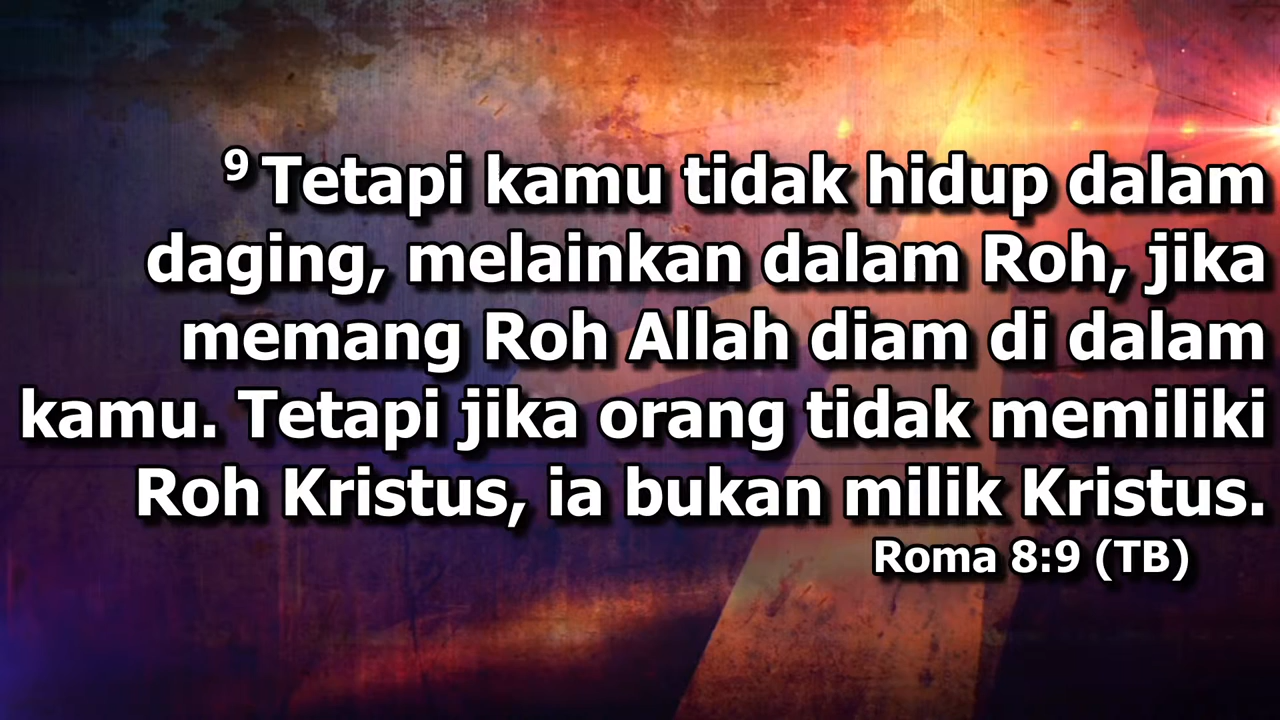 9 Tetapi kamu tidak hidup dalam
daging, melainkan dalam Roh, jika
memang Roh Allah diam di dalam
kamu. Tetapi jika orang tidak memiliki
Roh Kristus, ia bukan milik Kristus.
Roma 8:9 (TB)